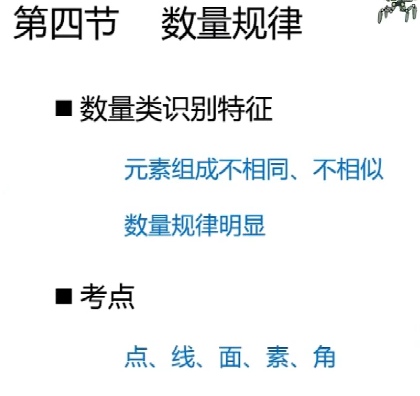 第四节 数量规律
■ 数量类识别特征
元素组成不相同、不相似
数量规律明显
■ 考点
点、线、面、素、角